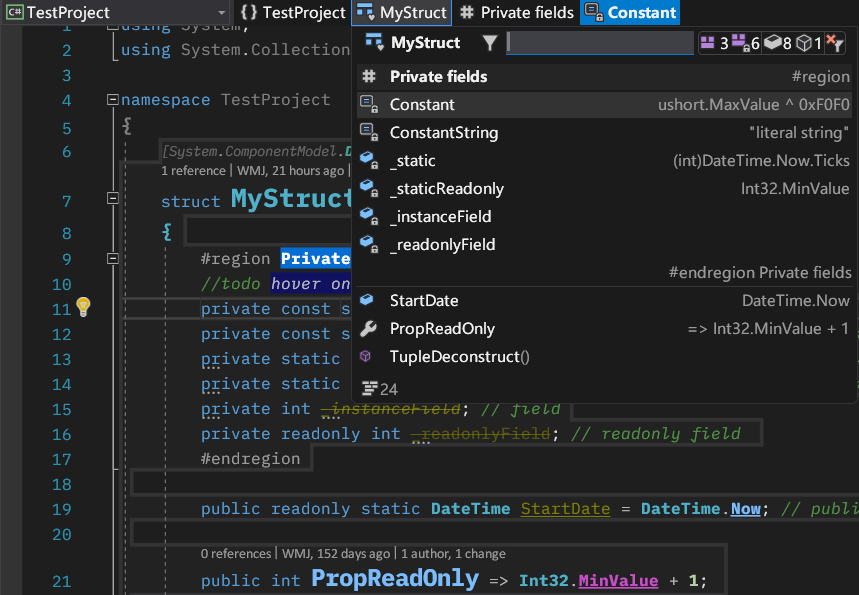 C# TestProject {} TestProject MyStruct # Private fields Constant
1 using System;
2 using System.Collection
3
4 namespace TestProject
5 {
6 [System.ComponentModel.D
1 reference | WMJ, 21 hours ago |
7 struct MyStruct
8 {
9 #region Private
10 //todo hover on
11 private const s
12 private const s
13 private static
14 private static
15 private int _instanceField; // field
16 private readonly int _readonlyField; // readonly field
17 #endregion
18
19 public readonly static DateTime StartDate = DateTime.Now; // publi
20
0 references | WMJ, 152 days ago | 1 author, 1 change
21 public int PropReadOnly => Int32.MinValue + 1;
MyStruct 3 6 8 1
# Private fields #region
Constant ushort.MaxValue ^ 0xF0F0
ConstantString "literal string"
_static (int)DateTime.Now.Ticks
_staticReadonly Int32.MinValue
_instanceField
_readonlyField
#endregion Private fields
StartDate DateTime.Now
PropReadOnly => Int32.MinValue + 1
TupleDeconstruct()
24